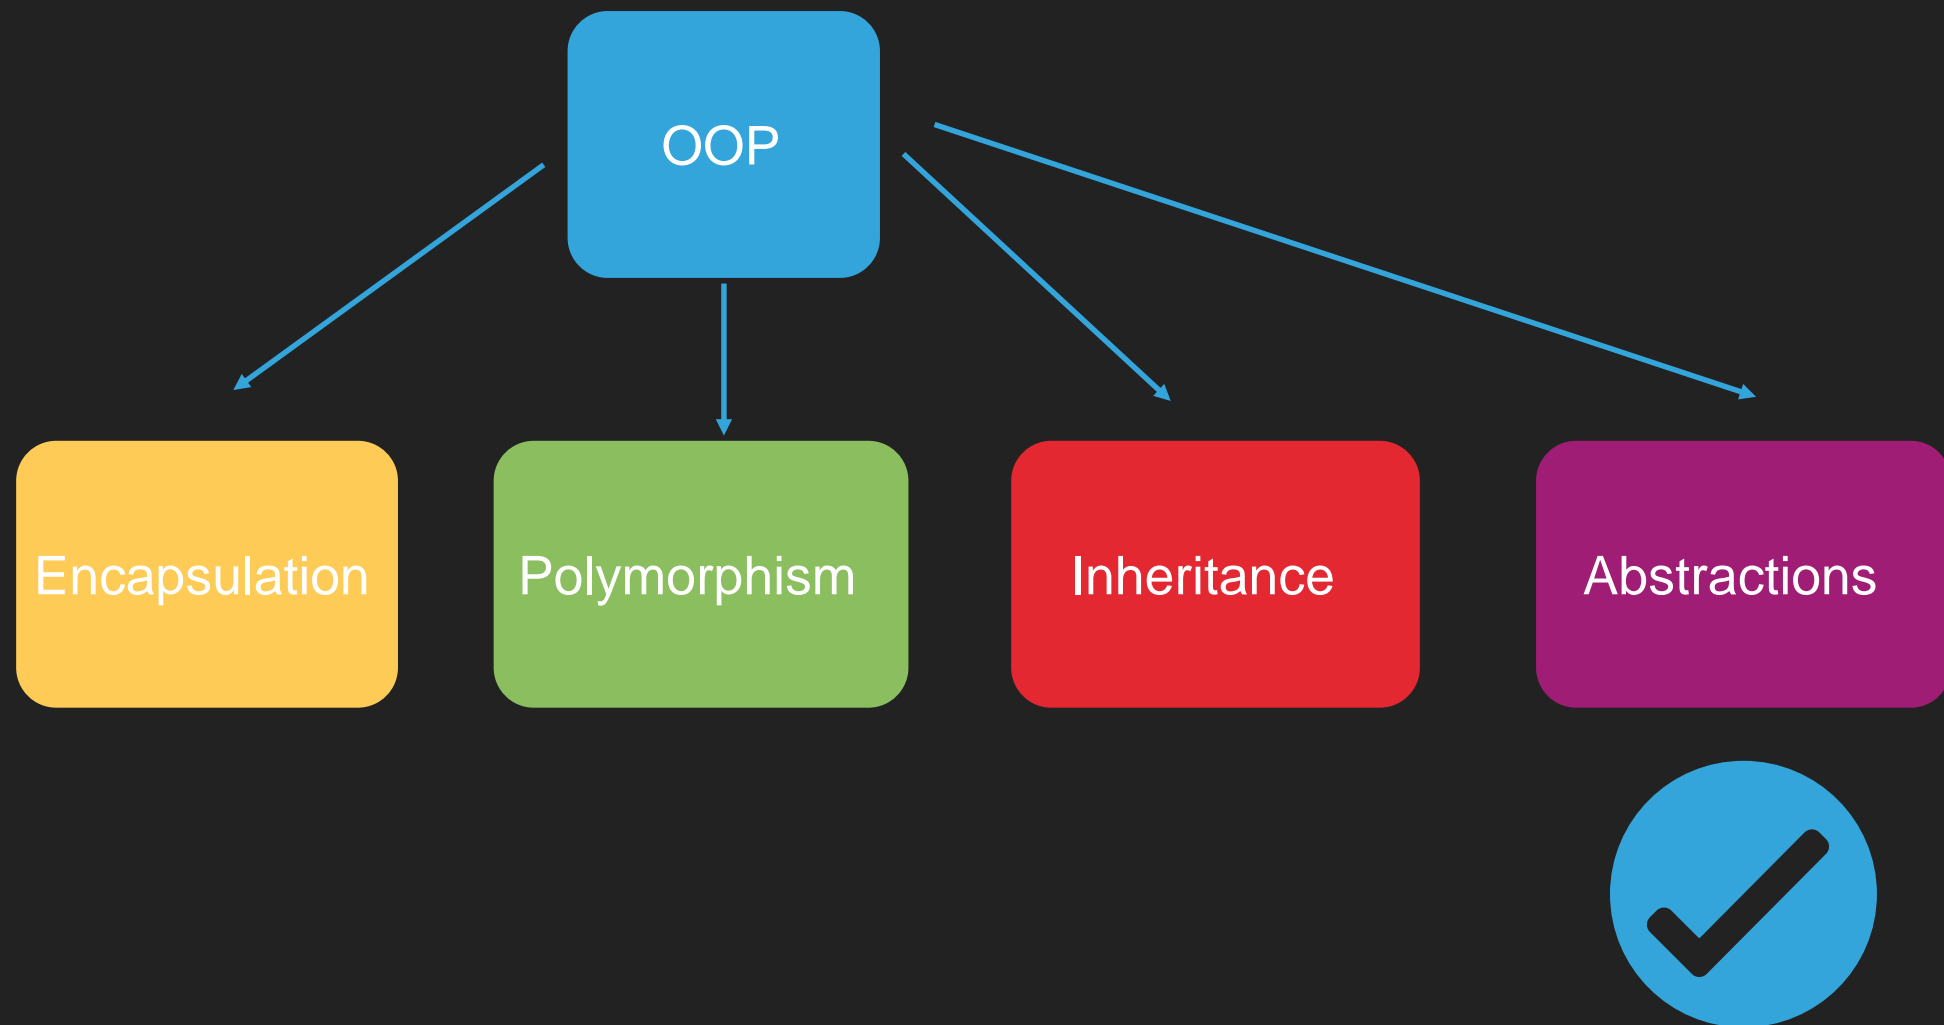 OOP
Encapsulation
Polymorphism
Inheritance
Abstractions